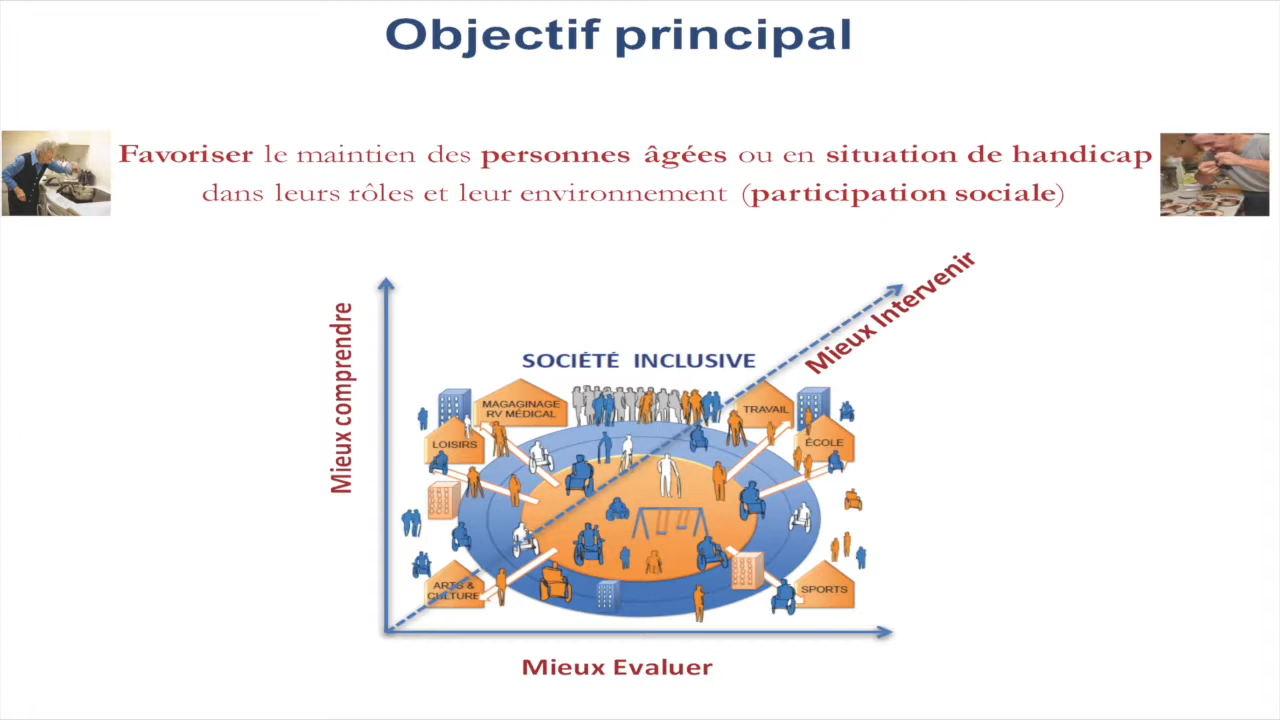 Objectif principal
Favoriser le maintien des personnes âgées ou en situation de handicap
dans leurs rôles et leur environnement (participation sociale)
Mieux comprendre
Mieux Intervenir
SOCIÉTÉ INCLUSIVE
MAGAGINAGE
RV MÉDICAL
TRAVAIL
LOISIRS
ÉCOLE
ARTS &
CULTURE
SPORTS
Mieux Evaluer